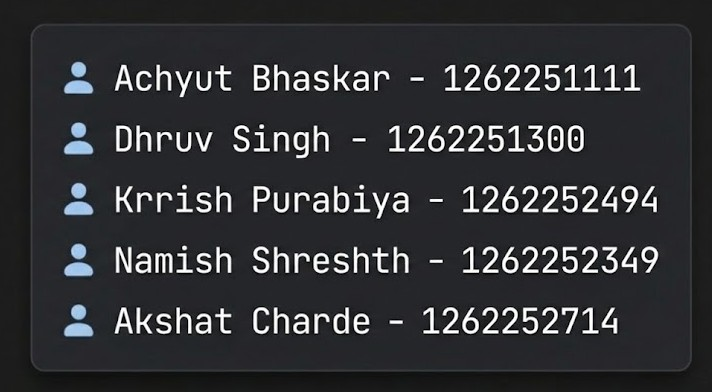 Achyut Bhaskar - 1262251111
Dhruv Singh - 1262251300
Krrish Purabiya - 1262252494
Namish Shreshth - 1262252349
Akshat Charde - 1262252714